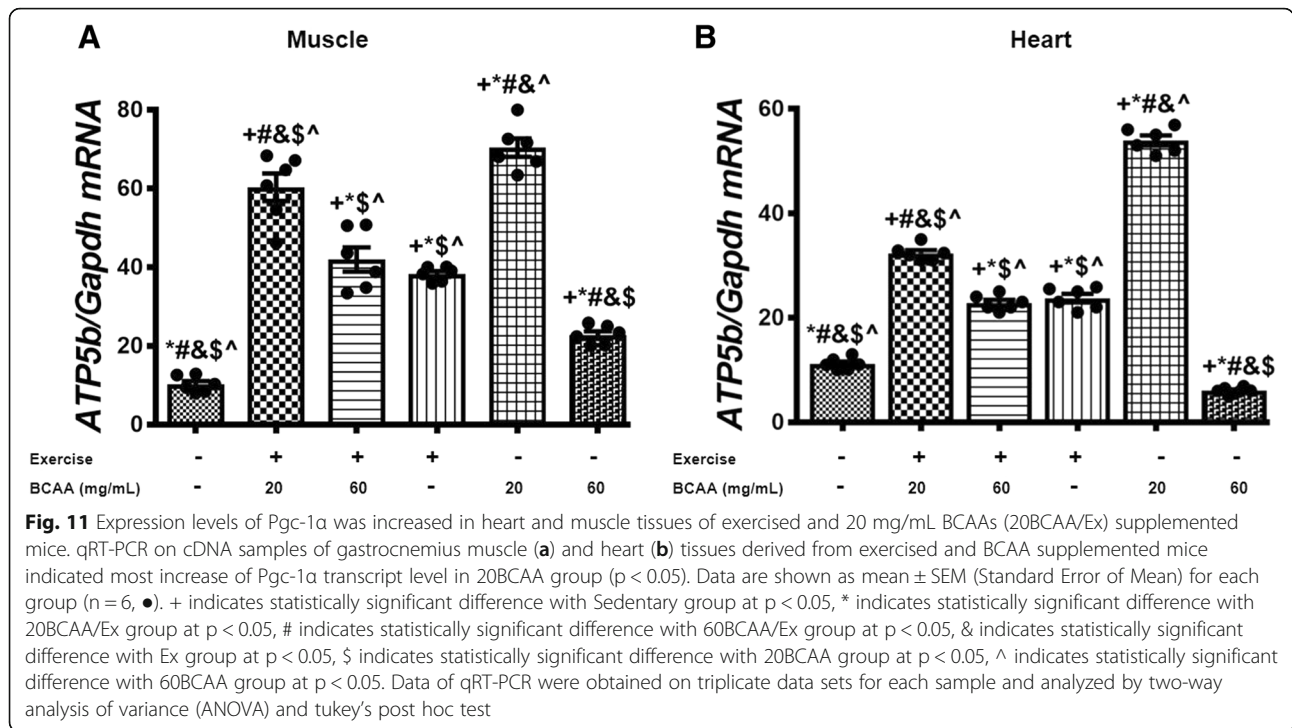 A Muscle
B Heart
ATP5b/Gapdh mRNA
80
60
40
20
0
*#&$^
+#&$^
+*$^
+*$^
+*#&^
+*#&$
Exercise - + + + - -
BCAA (mg/mL) - 20 60 - 20 60
ATP5b/Gapdh mRNA
60
40
20
0
*#&$^
+#&$^
+*$^
+*$^
+*#&^
+*#&$
Exercise - + + + - -
BCAA (mg/mL) - 20 60 - 20 60
Fig. 11 Expression levels of Pgc-1α was increased in heart and muscle tissues of exercised and 20 mg/mL BCAAs (20BCAA/Ex) supplemented
mice. qRT-PCR on cDNA samples of gastrocnemius muscle (a) and heart (b) tissues derived from exercised and BCAA supplemented mice
indicated most increase of Pgc-1α transcript level in 20BCAA group (p < 0.05). Data are shown as mean ± SEM (Standard Error of Mean) for each
group (n = 6, ●). + indicates statistically significant difference with Sedentary group at p < 0.05, * indicates statistically significant difference with
20BCAA/Ex group at p < 0.05, # indicates statistically significant difference with 60BCAA/Ex group at p < 0.05, & indicates statistically significant
difference with Ex group at p < 0.05, $ indicates statistically significant difference with 20BCAA group at p < 0.05, ^ indicates statistically significant
difference with 60BCAA group at p < 0.05. Data of qRT-PCR were obtained on triplicate data sets for each sample and analyzed by two-way
analysis of variance (ANOVA) and tukey's post hoc test